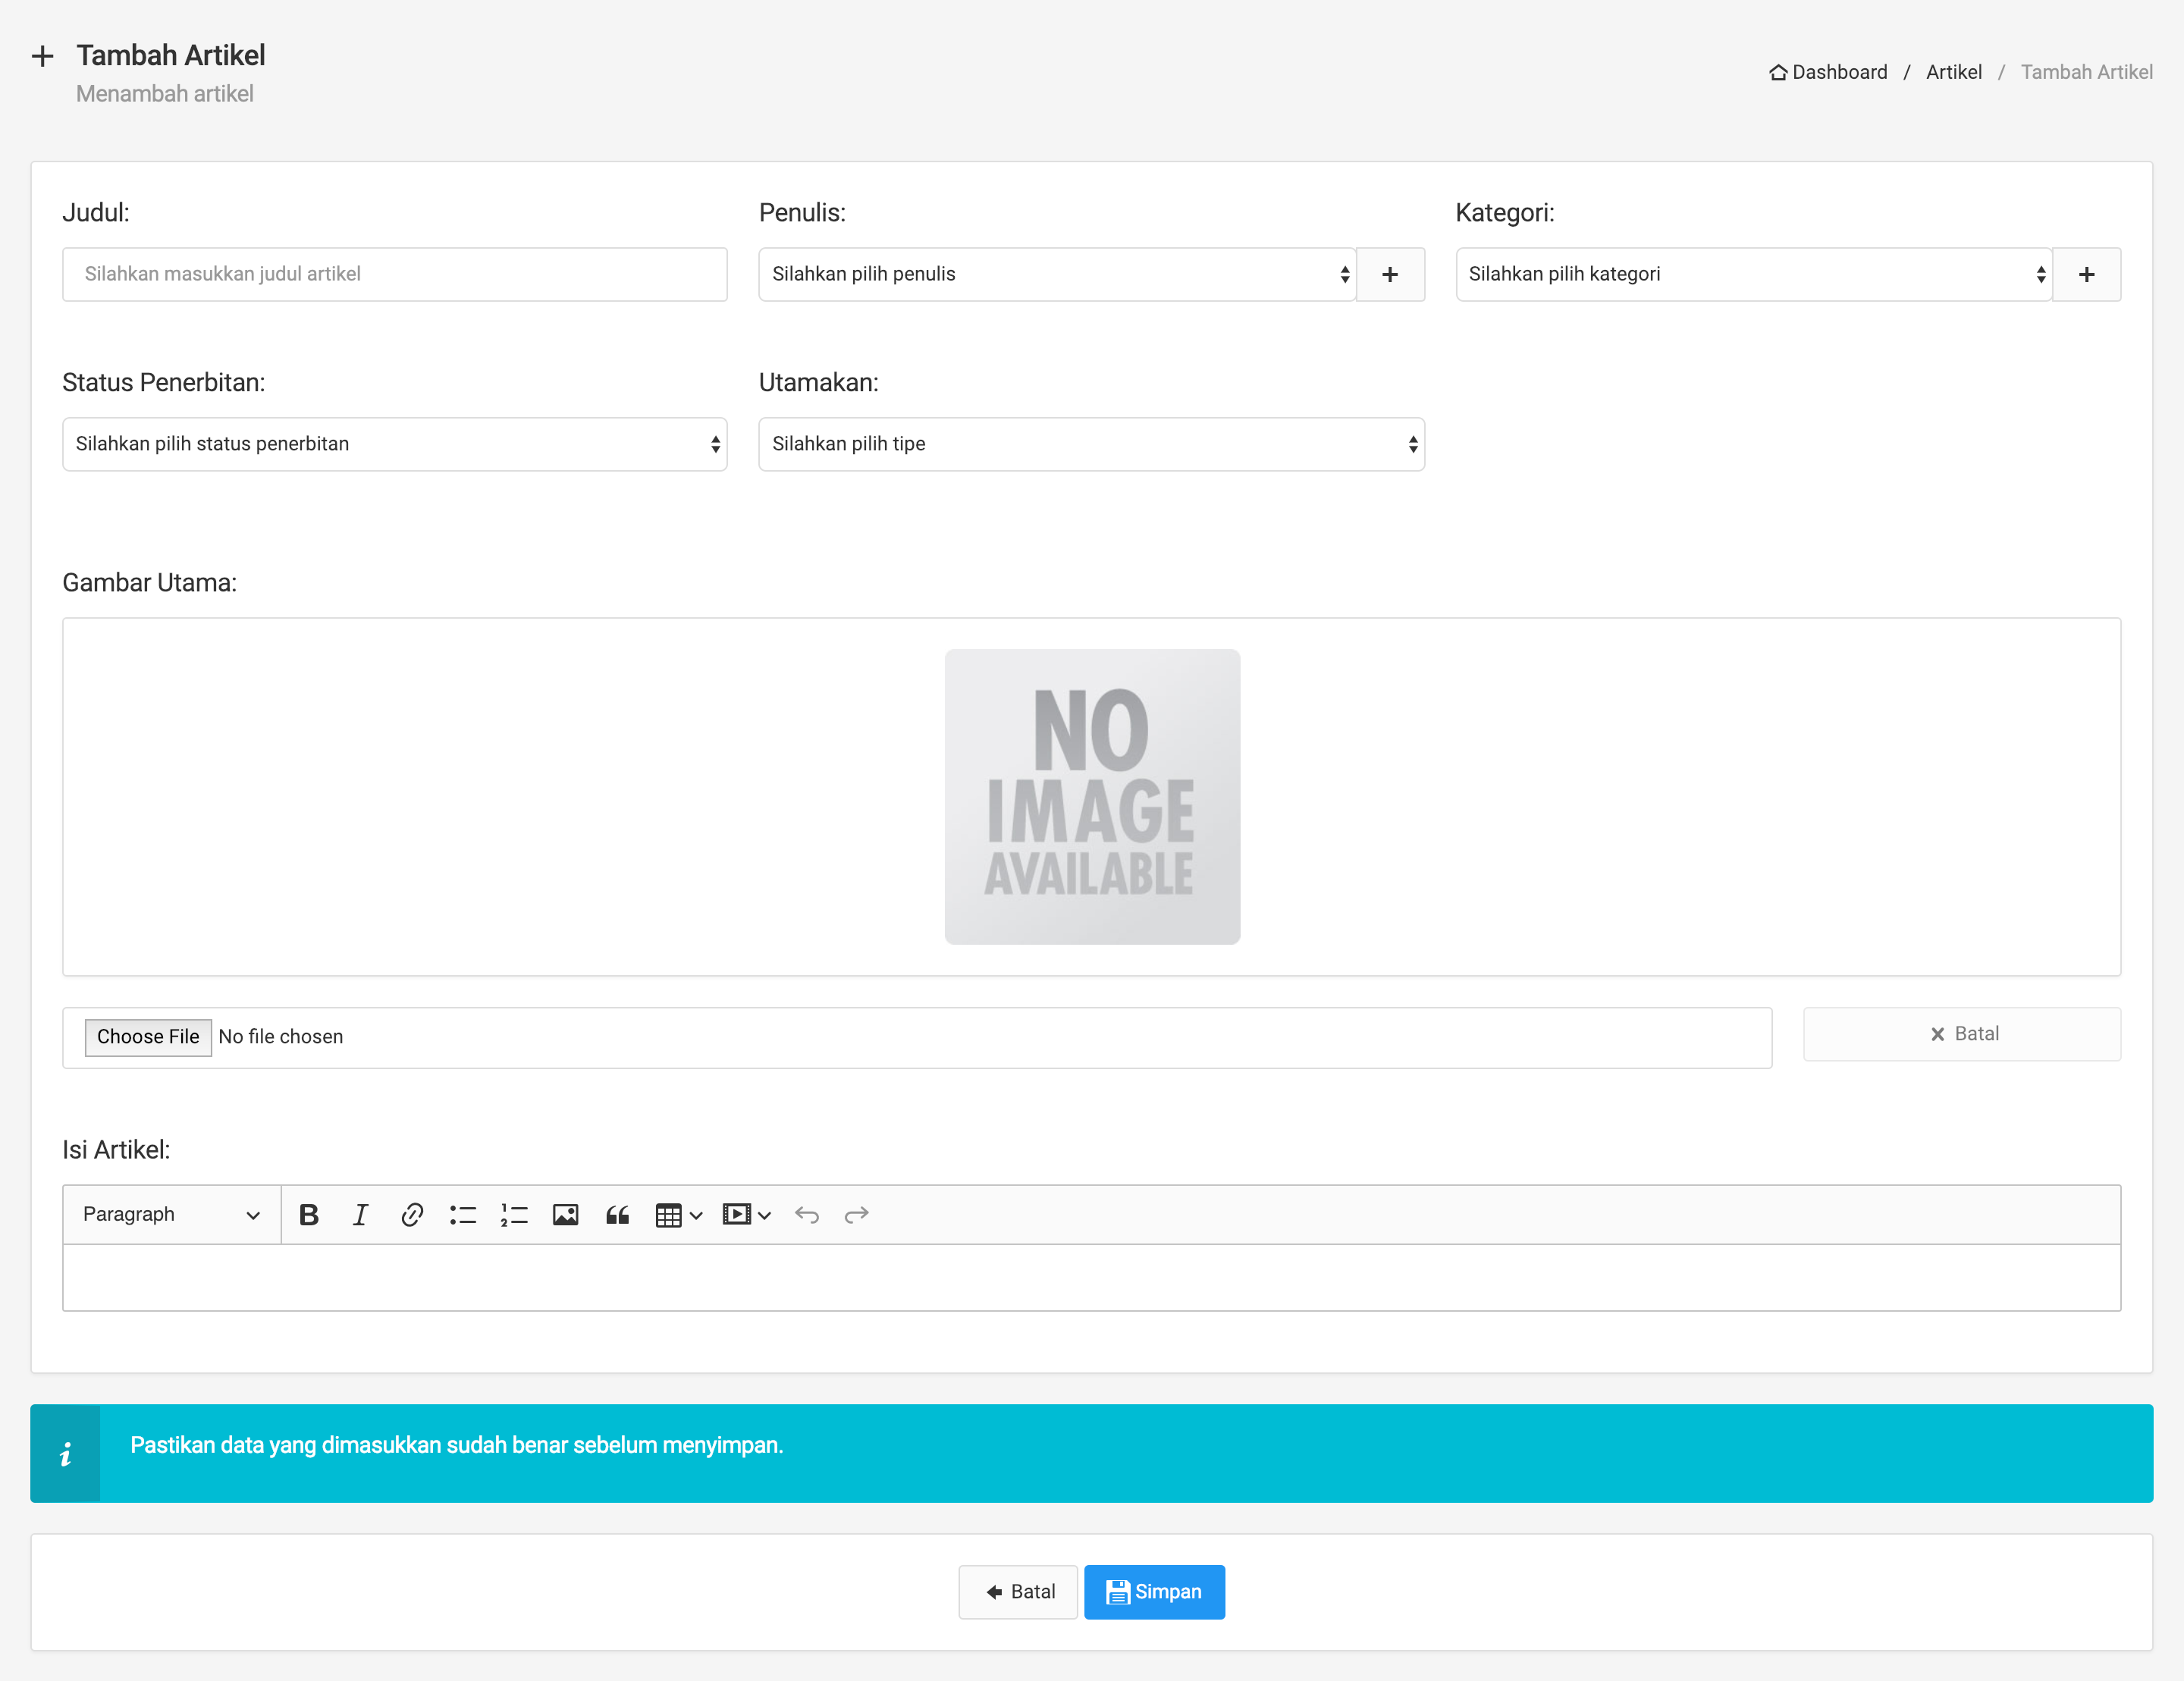 Tambah Artikel
Menambah artikel
Dashboard / Artikel / Tambah Artikel
Judul:
Penulis:
Kategori:
Silahkan masukkan judul artikel
Silahkan pilih penulis
Silahkan pilih kategori
Status Penerbitan:
Utamakan:
Silahkan pilih status penerbitan
Silahkan pilih tipe
Gambar Utama:
NO
IMAGE
AVAILABLE
Choose File No file chosen
Batal
Isi Artikel:
Paragraph
Pastikan data yang dimasukkan sudah benar sebelum menyimpan.
Batal
Simpan